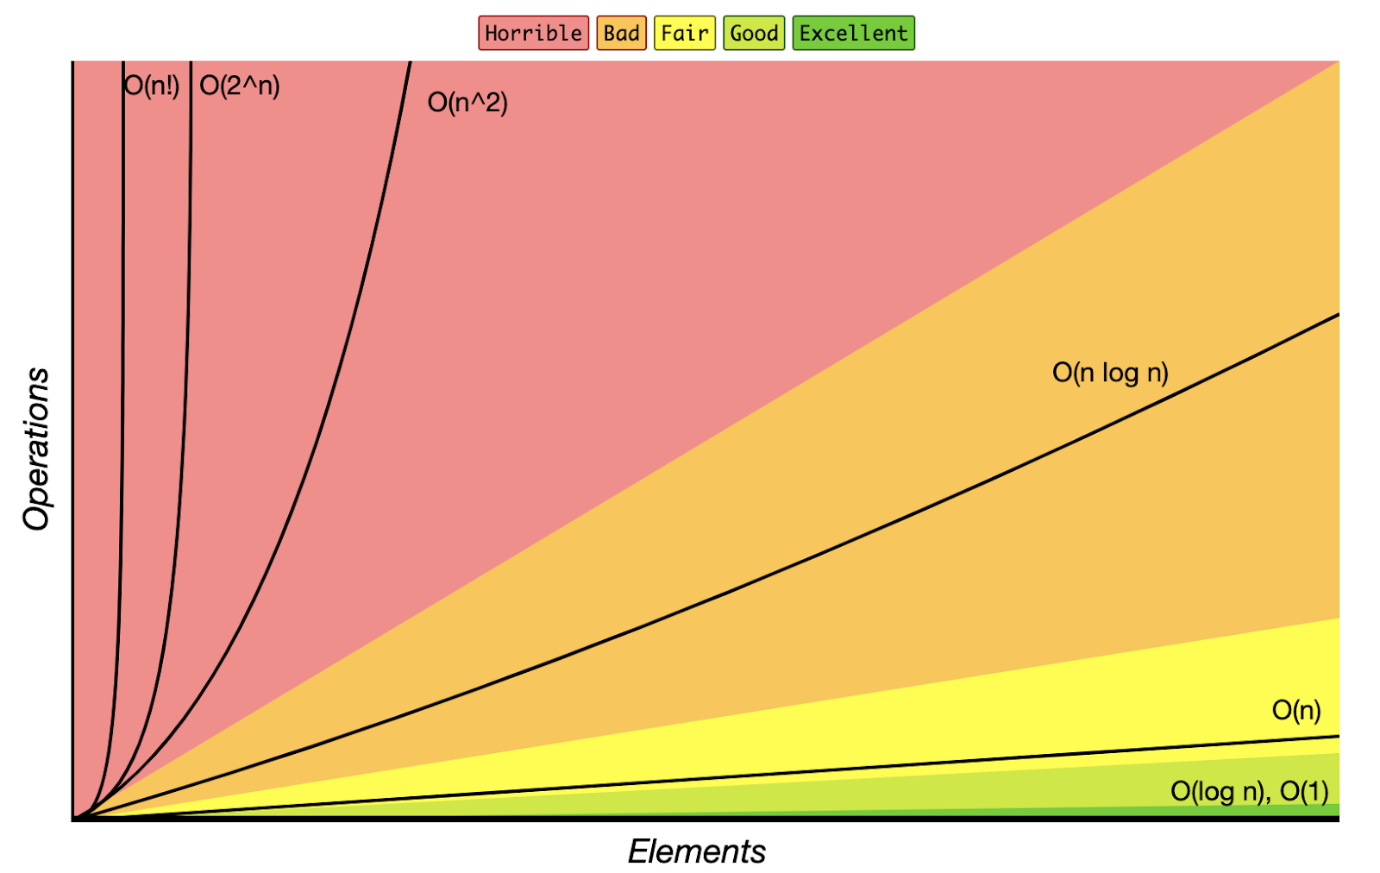 Horrible Bad Fair Good Excellent
O(n!) O(2^n)
O(n^2)
O(n log n)
Operations
O(n)
O(log n), O(1)
Elements